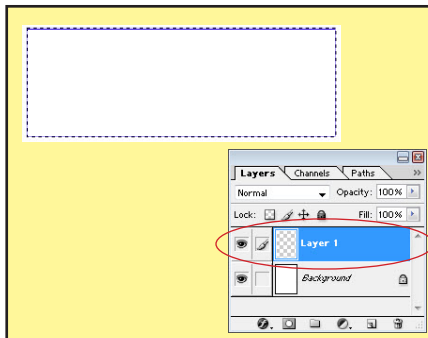 Layers Channels Paths
Normal Opacity: 100%
Lock: Fill: 100%
Layer 1
Background